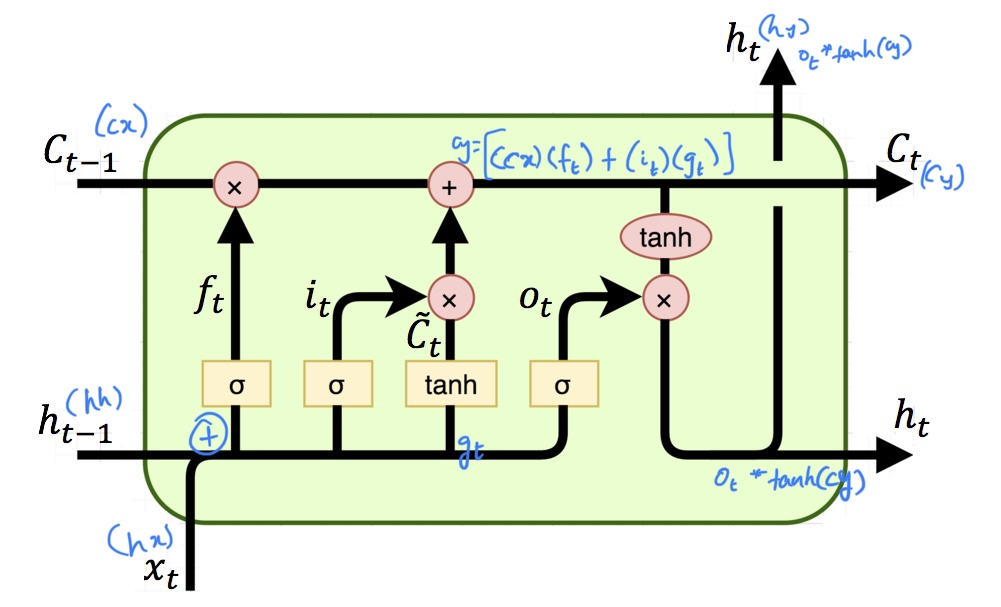 h_t (hy)
o_t * tanh(cy)
(cx)
C_{t-1}
cy = [(cx)(f_t) + (i_t)(g_t)]
C_t
(cy)
×
+
tanh
f_t
i_t
×
o_t
×
C̃_t
σ
σ
tanh
σ
h_{t-1} (hh)
+
g_t
h_t
o_t * tanh(cy)
(hx)
x_t